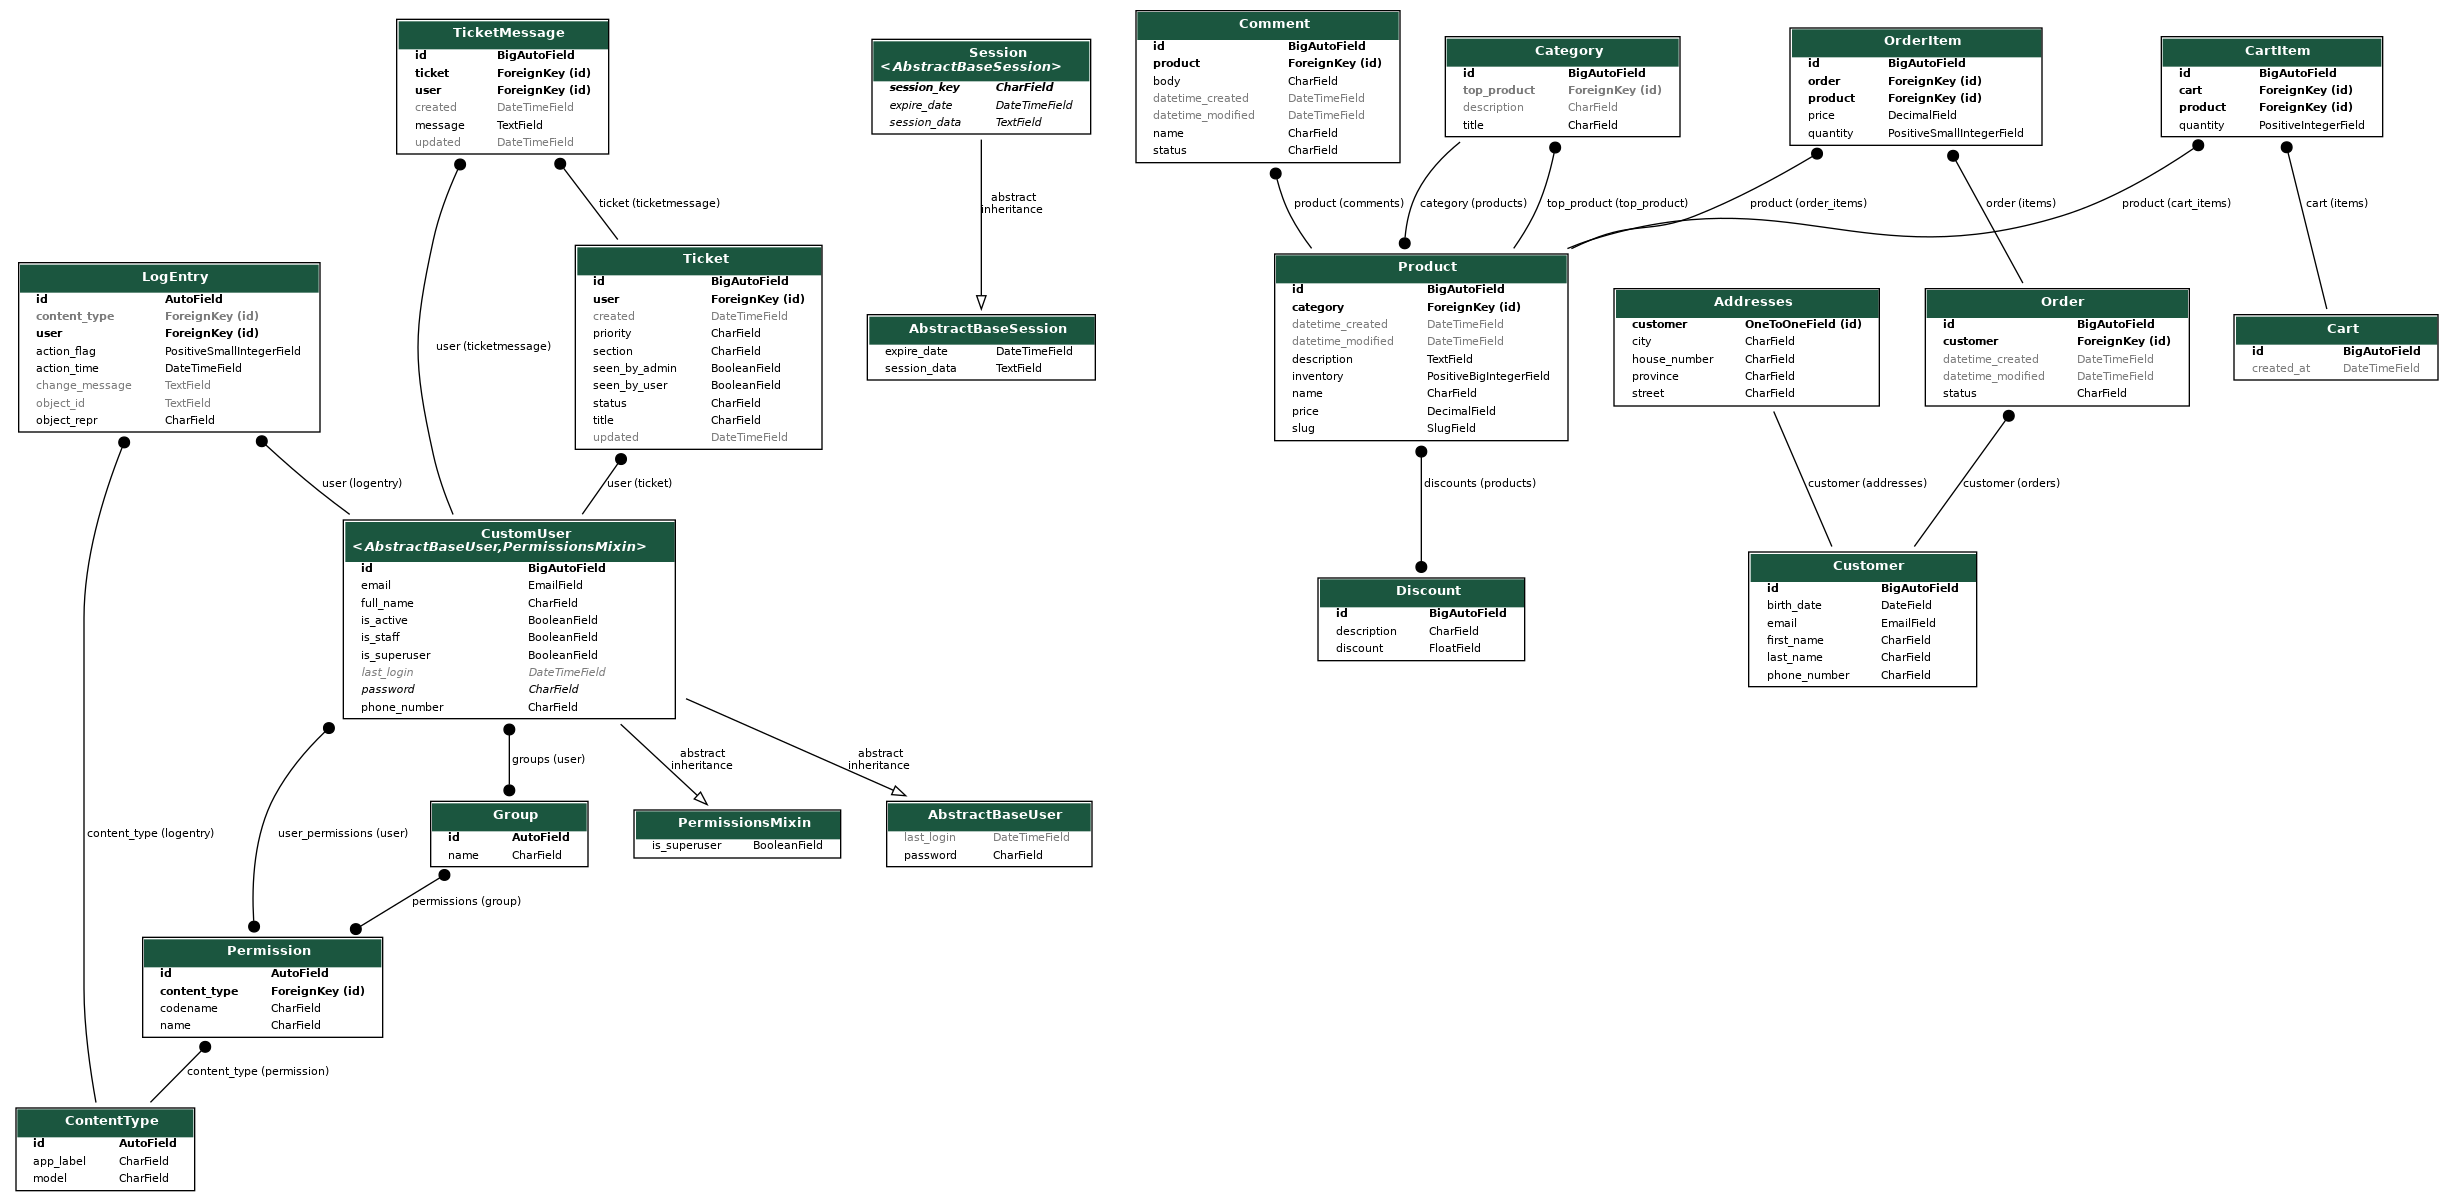 TicketMessage
id BigAutoField
ticket ForeignKey (id)
user ForeignKey (id)
created DateTimeField
message TextField
updated DateTimeField
Session
<AbstractBaseSession>
session_key CharField
expire_date DateTimeField
session_data TextField
Comment
id BigAutoField
product ForeignKey (id)
body CharField
datetime_created DateTimeField
datetime_modified DateTimeField
name CharField
status CharField
Category
id BigAutoField
top_product ForeignKey (id)
description CharField
title CharField
OrderItem
id BigAutoField
order ForeignKey (id)
product ForeignKey (id)
price DecimalField
quantity PositiveSmallIntegerField
CartItem
id BigAutoField
cart ForeignKey (id)
product ForeignKey (id)
quantity PositiveIntegerField
ticket (ticketmessage)
abstract
inheritance
product (comments)
category (products)
top_product (top_product)
product (order_items)
order (items)
product (cart_items)
cart (items)
LogEntry
id AutoField
content_type ForeignKey (id)
user ForeignKey (id)
action_flag PositiveSmallIntegerField
action_time DateTimeField
change_message TextField
object_id TextField
object_repr CharField
user (ticketmessage)
Ticket
id BigAutoField
user ForeignKey (id)
created DateTimeField
priority CharField
section CharField
seen_by_admin BooleanField
seen_by_user BooleanField
status CharField
title CharField
updated DateTimeField
AbstractBaseSession
expire_date DateTimeField
session_data TextField
Product
id BigAutoField
category ForeignKey (id)
datetime_created DateTimeField
datetime_modified DateTimeField
description TextField
inventory PositiveBigIntegerField
name CharField
price DecimalField
slug SlugField
Addresses
customer OneToOneField (id)
city CharField
house_number CharField
province CharField
street CharField
Order
id BigAutoField
customer ForeignKey (id)
datetime_created DateTimeField
datetime_modified DateTimeField
status CharField
Cart
id BigAutoField
created_at DateTimeField
user (logentry)
user (ticket)
discounts (products)
customer (addresses)
customer (orders)
CustomUser
<AbstractBaseUser,PermissionsMixin>
id BigAutoField
email EmailField
full_name CharField
is_active BooleanField
is_staff BooleanField
is_superuser BooleanField
last_login DateTimeField
password CharField
phone_number CharField
Discount
id BigAutoField
description CharField
discount FloatField
Customer
id BigAutoField
birth_date DateField
email EmailField
first_name CharField
last_name CharField
phone_number CharField
groups (user)
abstract
inheritance
abstract
inheritance
content_type (logentry)
user_permissions (user)
Group
id AutoField
name CharField
PermissionsMixin
is_superuser BooleanField
AbstractBaseUser
last_login DateTimeField
password CharField
permissions (group)
Permission
id AutoField
content_type ForeignKey (id)
codename CharField
name CharField
content_type (permission)
ContentType
id AutoField
app_label CharField
model CharField